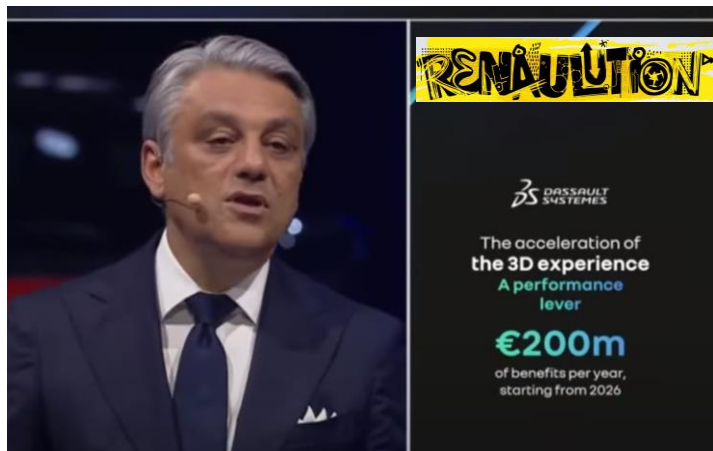 RENAULUTION
3DS DASSAULT
SYSTEMES
The acceleration of
the 3D experience
A performance
lever
€200m
of benefits per year,
starting from 2026